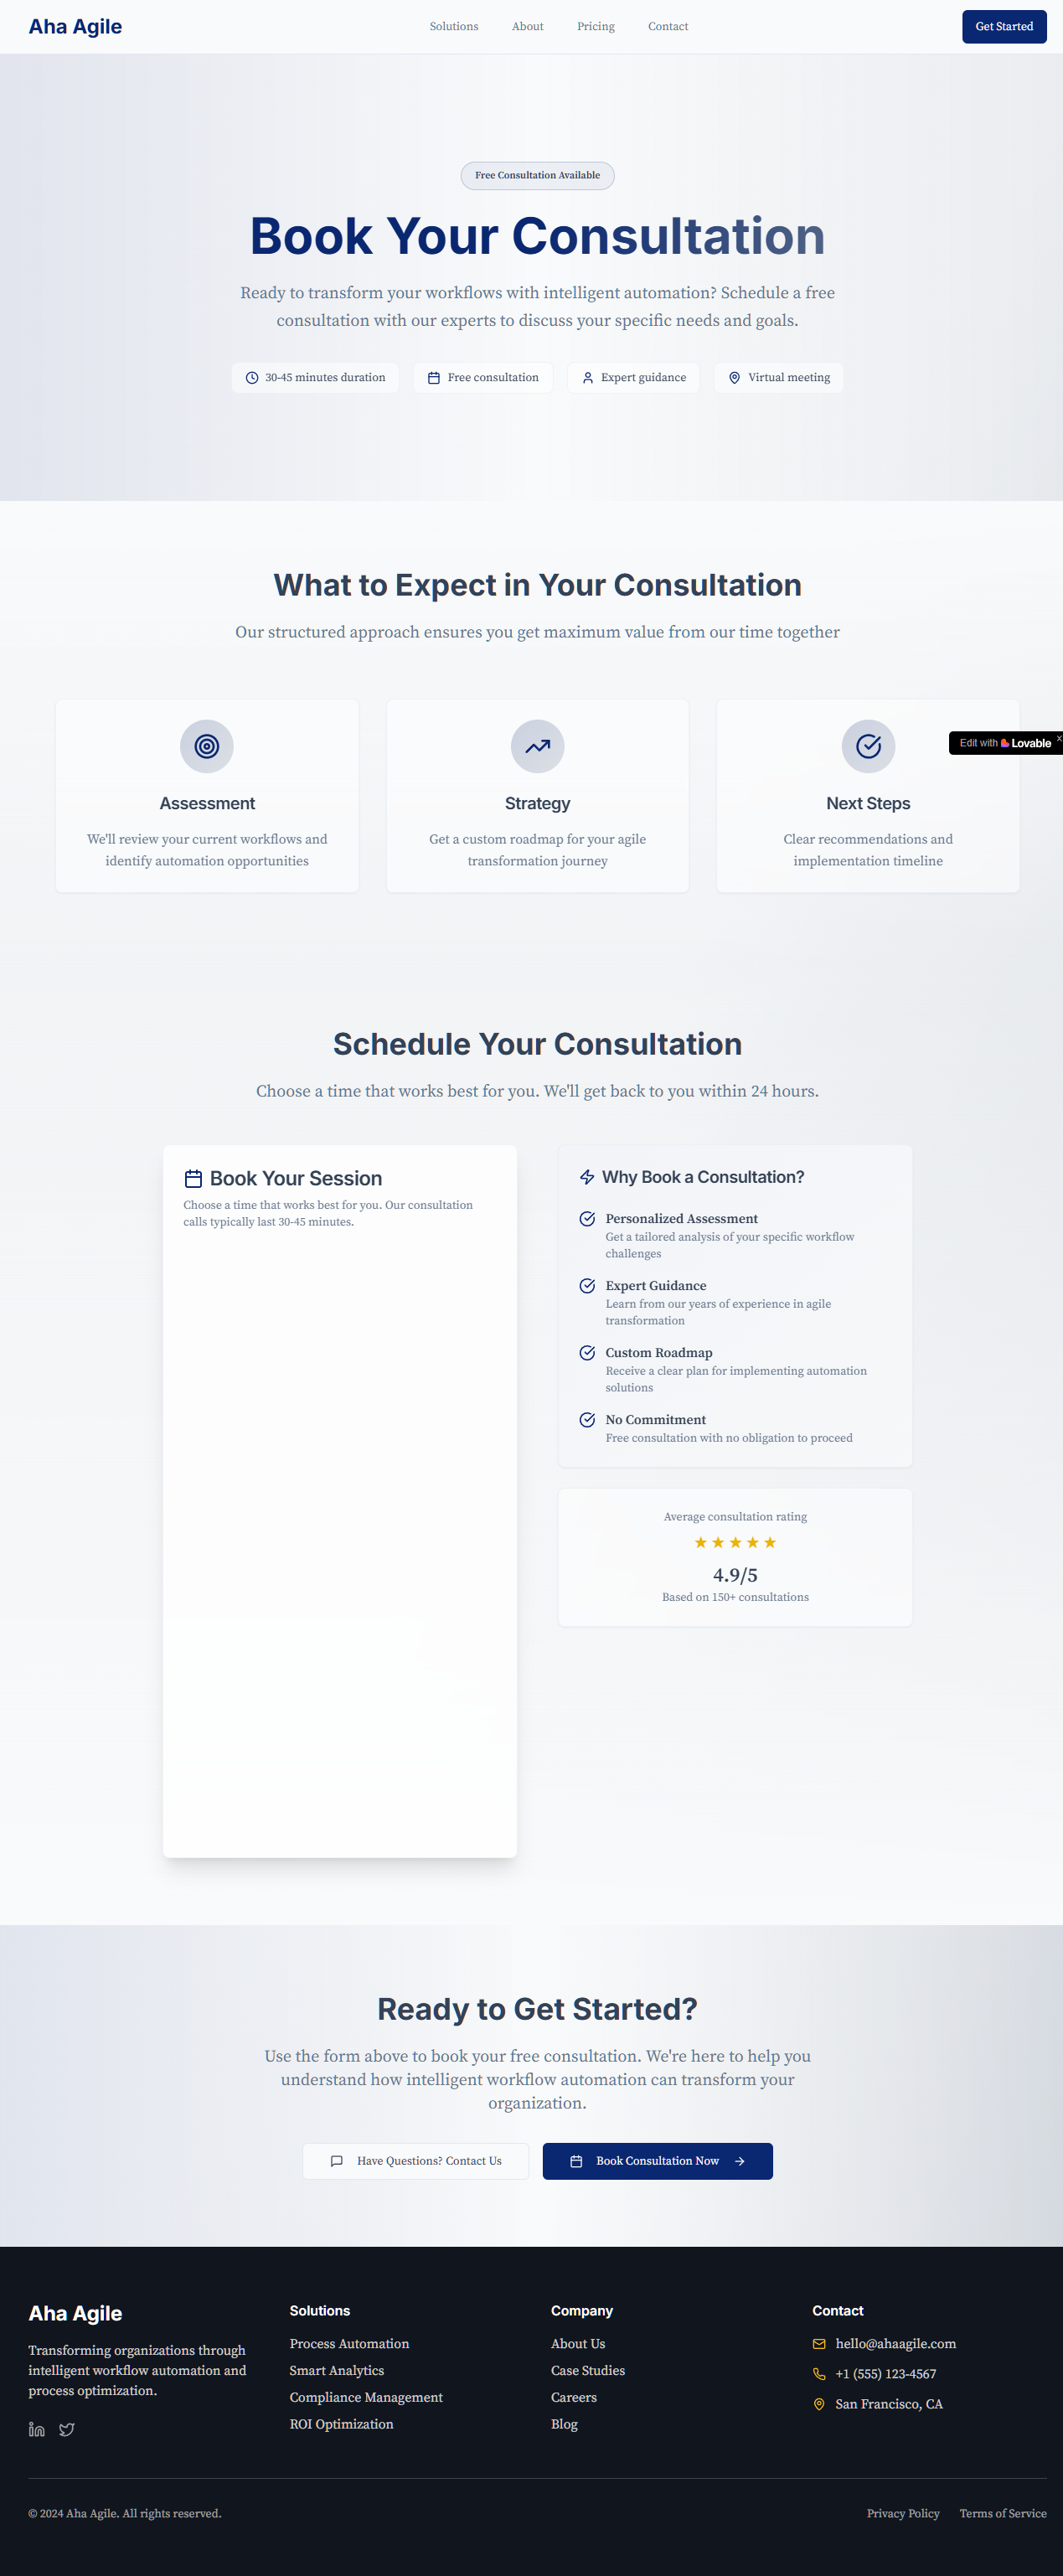 Aha Agile
Solutions
About
Pricing
Contact
Get Started
Free Consultation Available
Book Your Consultation
Ready to transform your workflows with intelligent automation? Schedule a free
consultation with our experts to discuss your specific needs and goals.
30-45 minutes duration
Free consultation
Expert guidance
Virtual meeting
What to Expect in Your Consultation
Our structured approach ensures you get maximum value from our time together
Edit with Lovable
Assessment
We'll review your current workflows and
identify automation opportunities
Strategy
Get a custom roadmap for your agile
transformation journey
Next Steps
Clear recommendations and
implementation timeline
Schedule Your Consultation
Choose a time that works best for you. We'll get back to you within 24 hours.
Book Your Session
Choose a time that works best for you. Our consultation
calls typically last 30-45 minutes.
Why Book a Consultation?
Personalized Assessment
Get a tailored analysis of your specific workflow
challenges
Expert Guidance
Learn from our years of experience in agile
transformation
Custom Roadmap
Receive a clear plan for implementing automation
solutions
No Commitment
Free consultation with no obligation to proceed
Average consultation rating
★★★★★
4.9/5
Based on 150+ consultations
Ready to Get Started?
Use the form above to book your free consultation. We're here to help you
understand how intelligent workflow automation can transform your
organization.
Have Questions? Contact Us
Book Consultation Now
Aha Agile
Transforming organizations through
intelligent workflow automation and
process optimization.
Solutions
Process Automation
Smart Analytics
Compliance Management
ROI Optimization
Company
About Us
Case Studies
Careers
Blog
Contact
hello@ahaagile.com
+1 (555) 123-4567
San Francisco, CA
© 2024 Aha Agile. All rights reserved.
Privacy Policy
Terms of Service